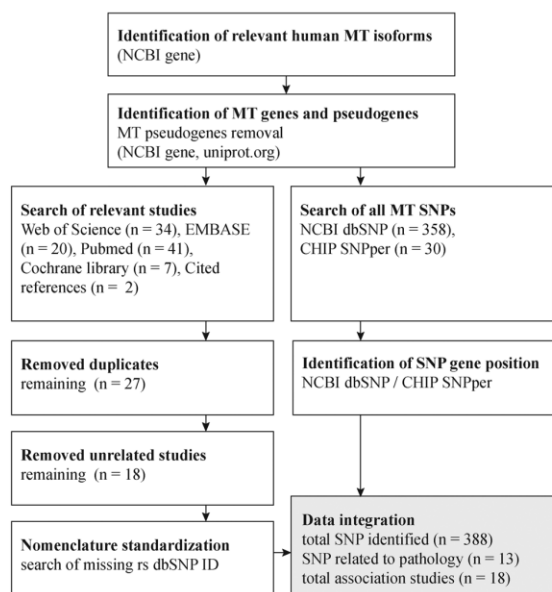 Identification of relevant human MT isoforms
(NCBI gene)
Identification of MT genes and pseudogenes
MT pseudogenes removal
(NCBI gene, uniprot.org)
Search of relevant studies
Web of Science (n = 34), EMBASE
(n = 20), Pubmed (n = 41),
Cochrane library (n = 7), Cited
references (n = 2)
Search of all MT SNPs
NCBI dbSNP (n = 358),
CHIP SNPper (n = 30)
Removed duplicates
remaining (n = 27)
Identification of SNP gene position
NCBI dbSNP / CHIP SNPper
Removed unrelated studies
remaining (n = 18)
Nomenclature standardization
search of missing rs dbSNP ID
Data integration
total SNP identified (n = 388)
SNP related to pathology (n = 13)
total association studies (n = 18)